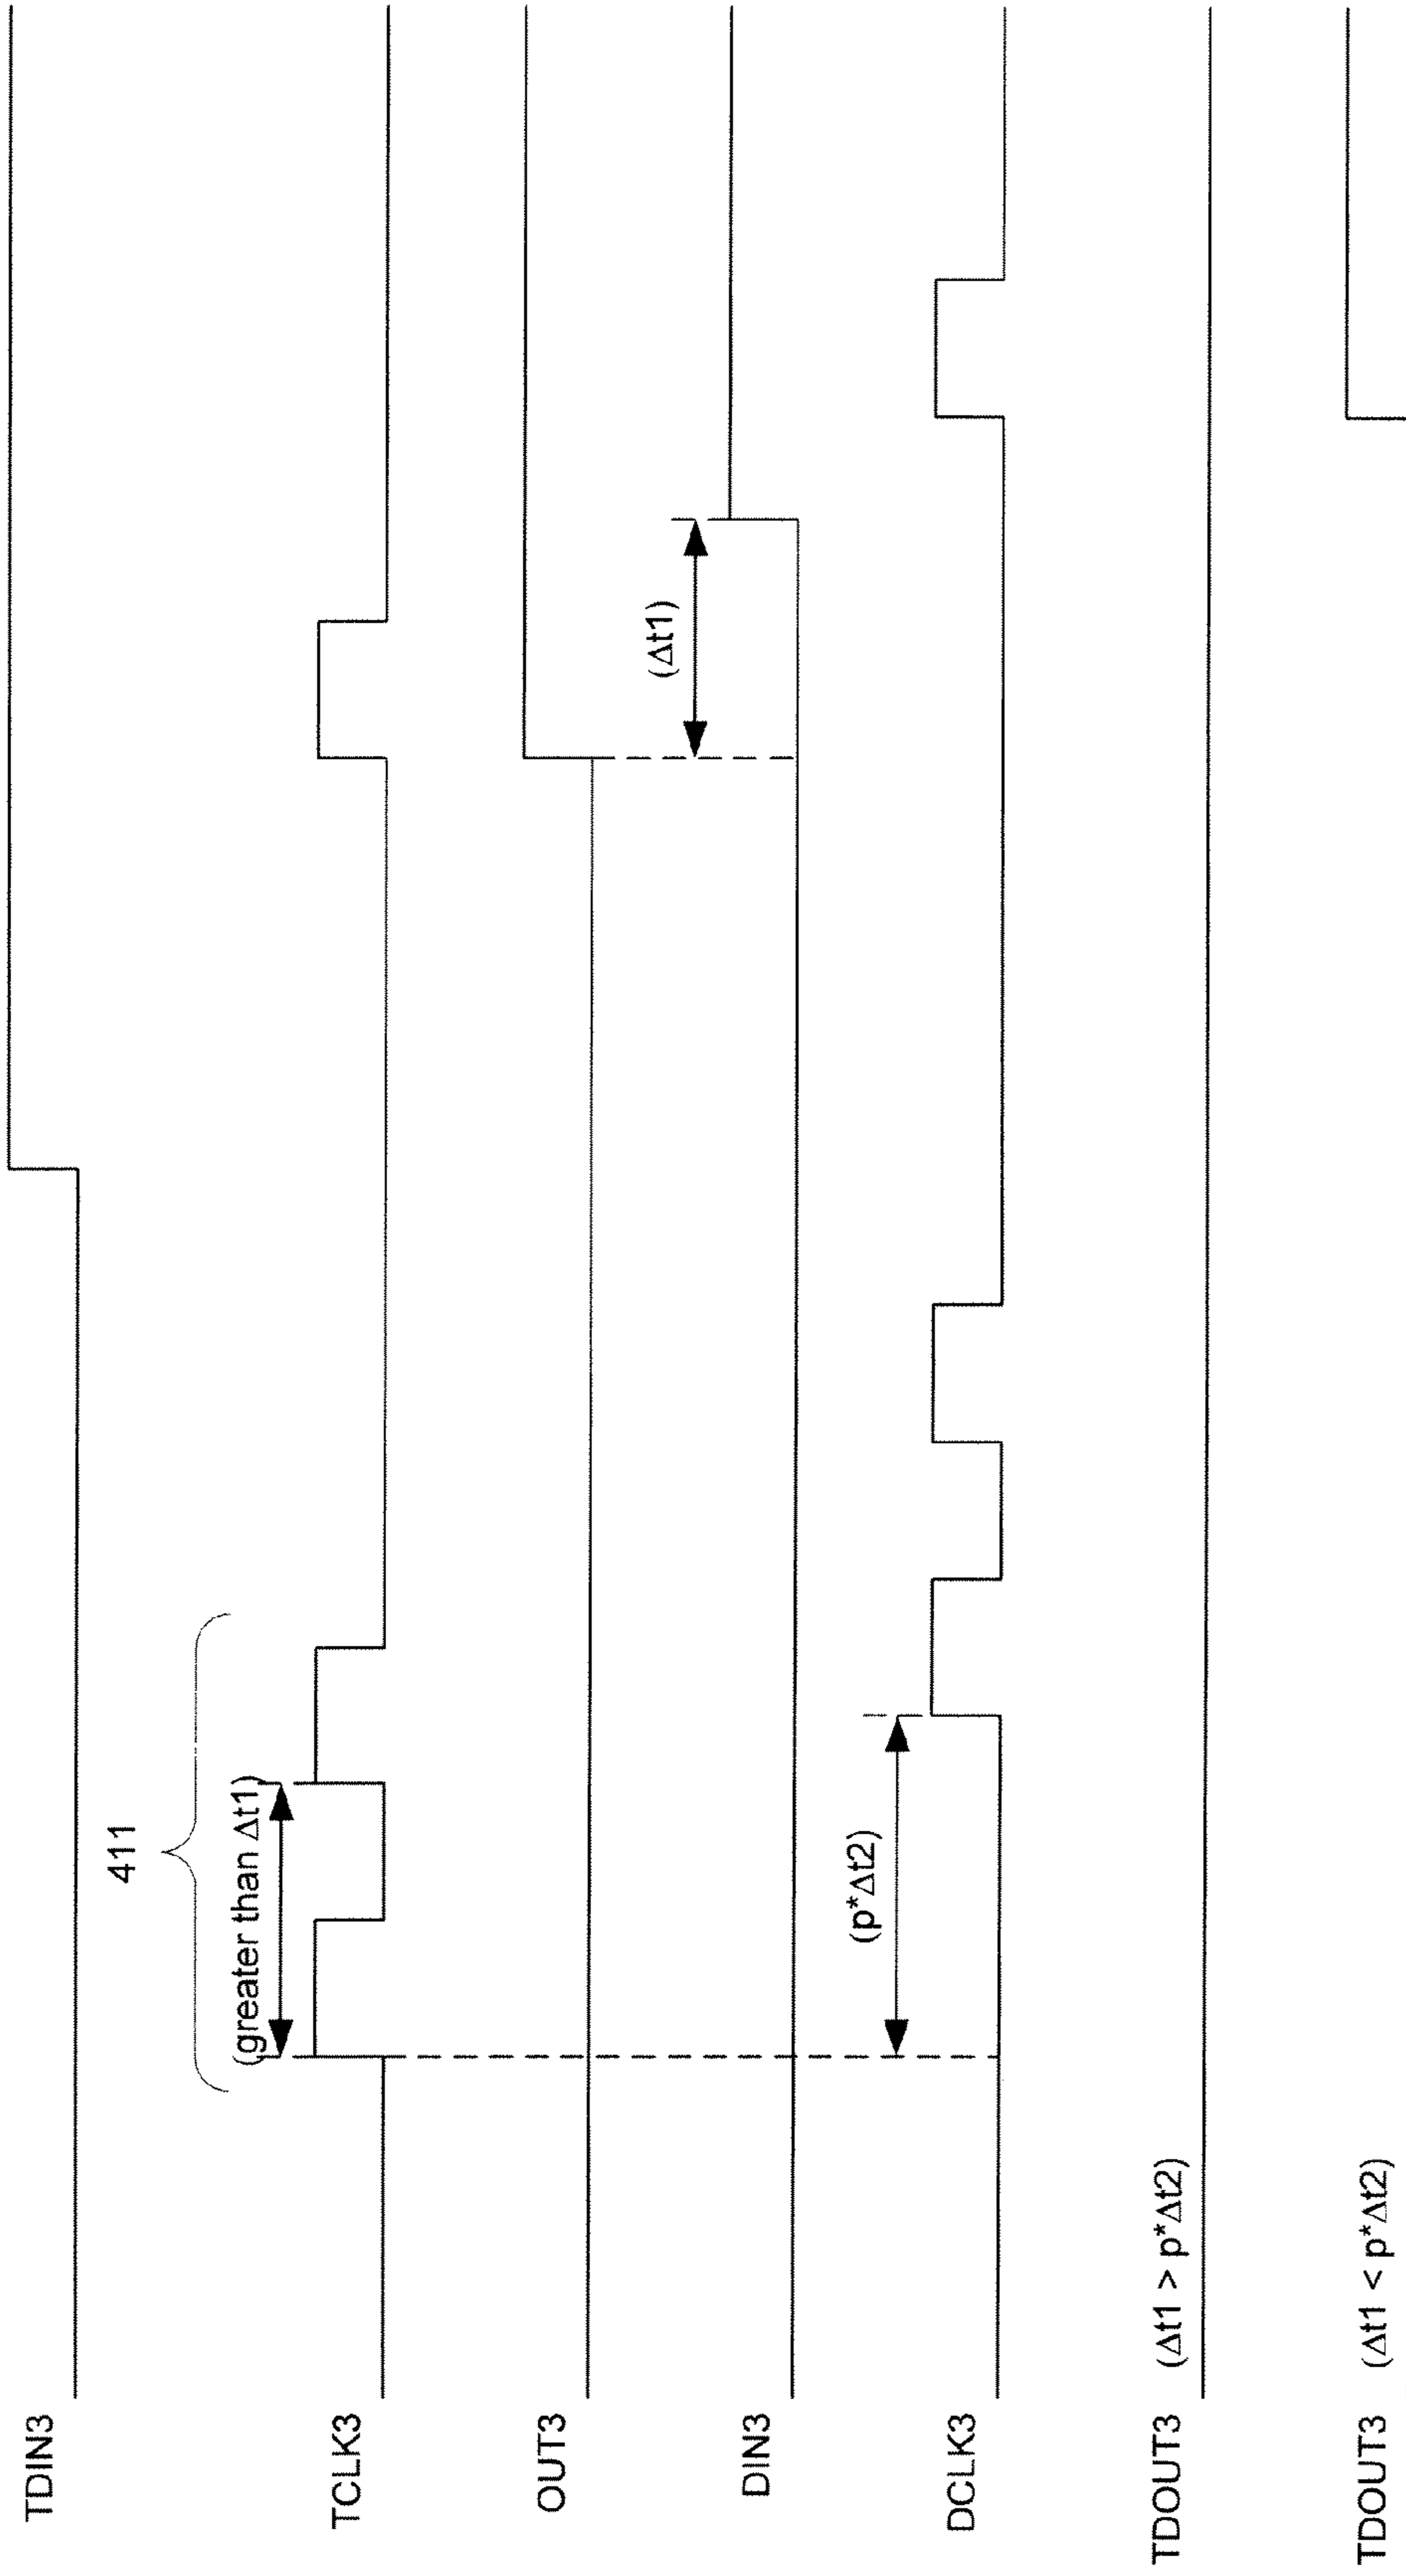 TDIN3
411
(greater than Δt1)
TCLK3
OUT3
(Δt1)
DIN3
(p*Δt2)
DCLK3
TDOUT3 (Δt1 > p*Δt2)
TDOUT3 (Δt1 < p*Δt2)